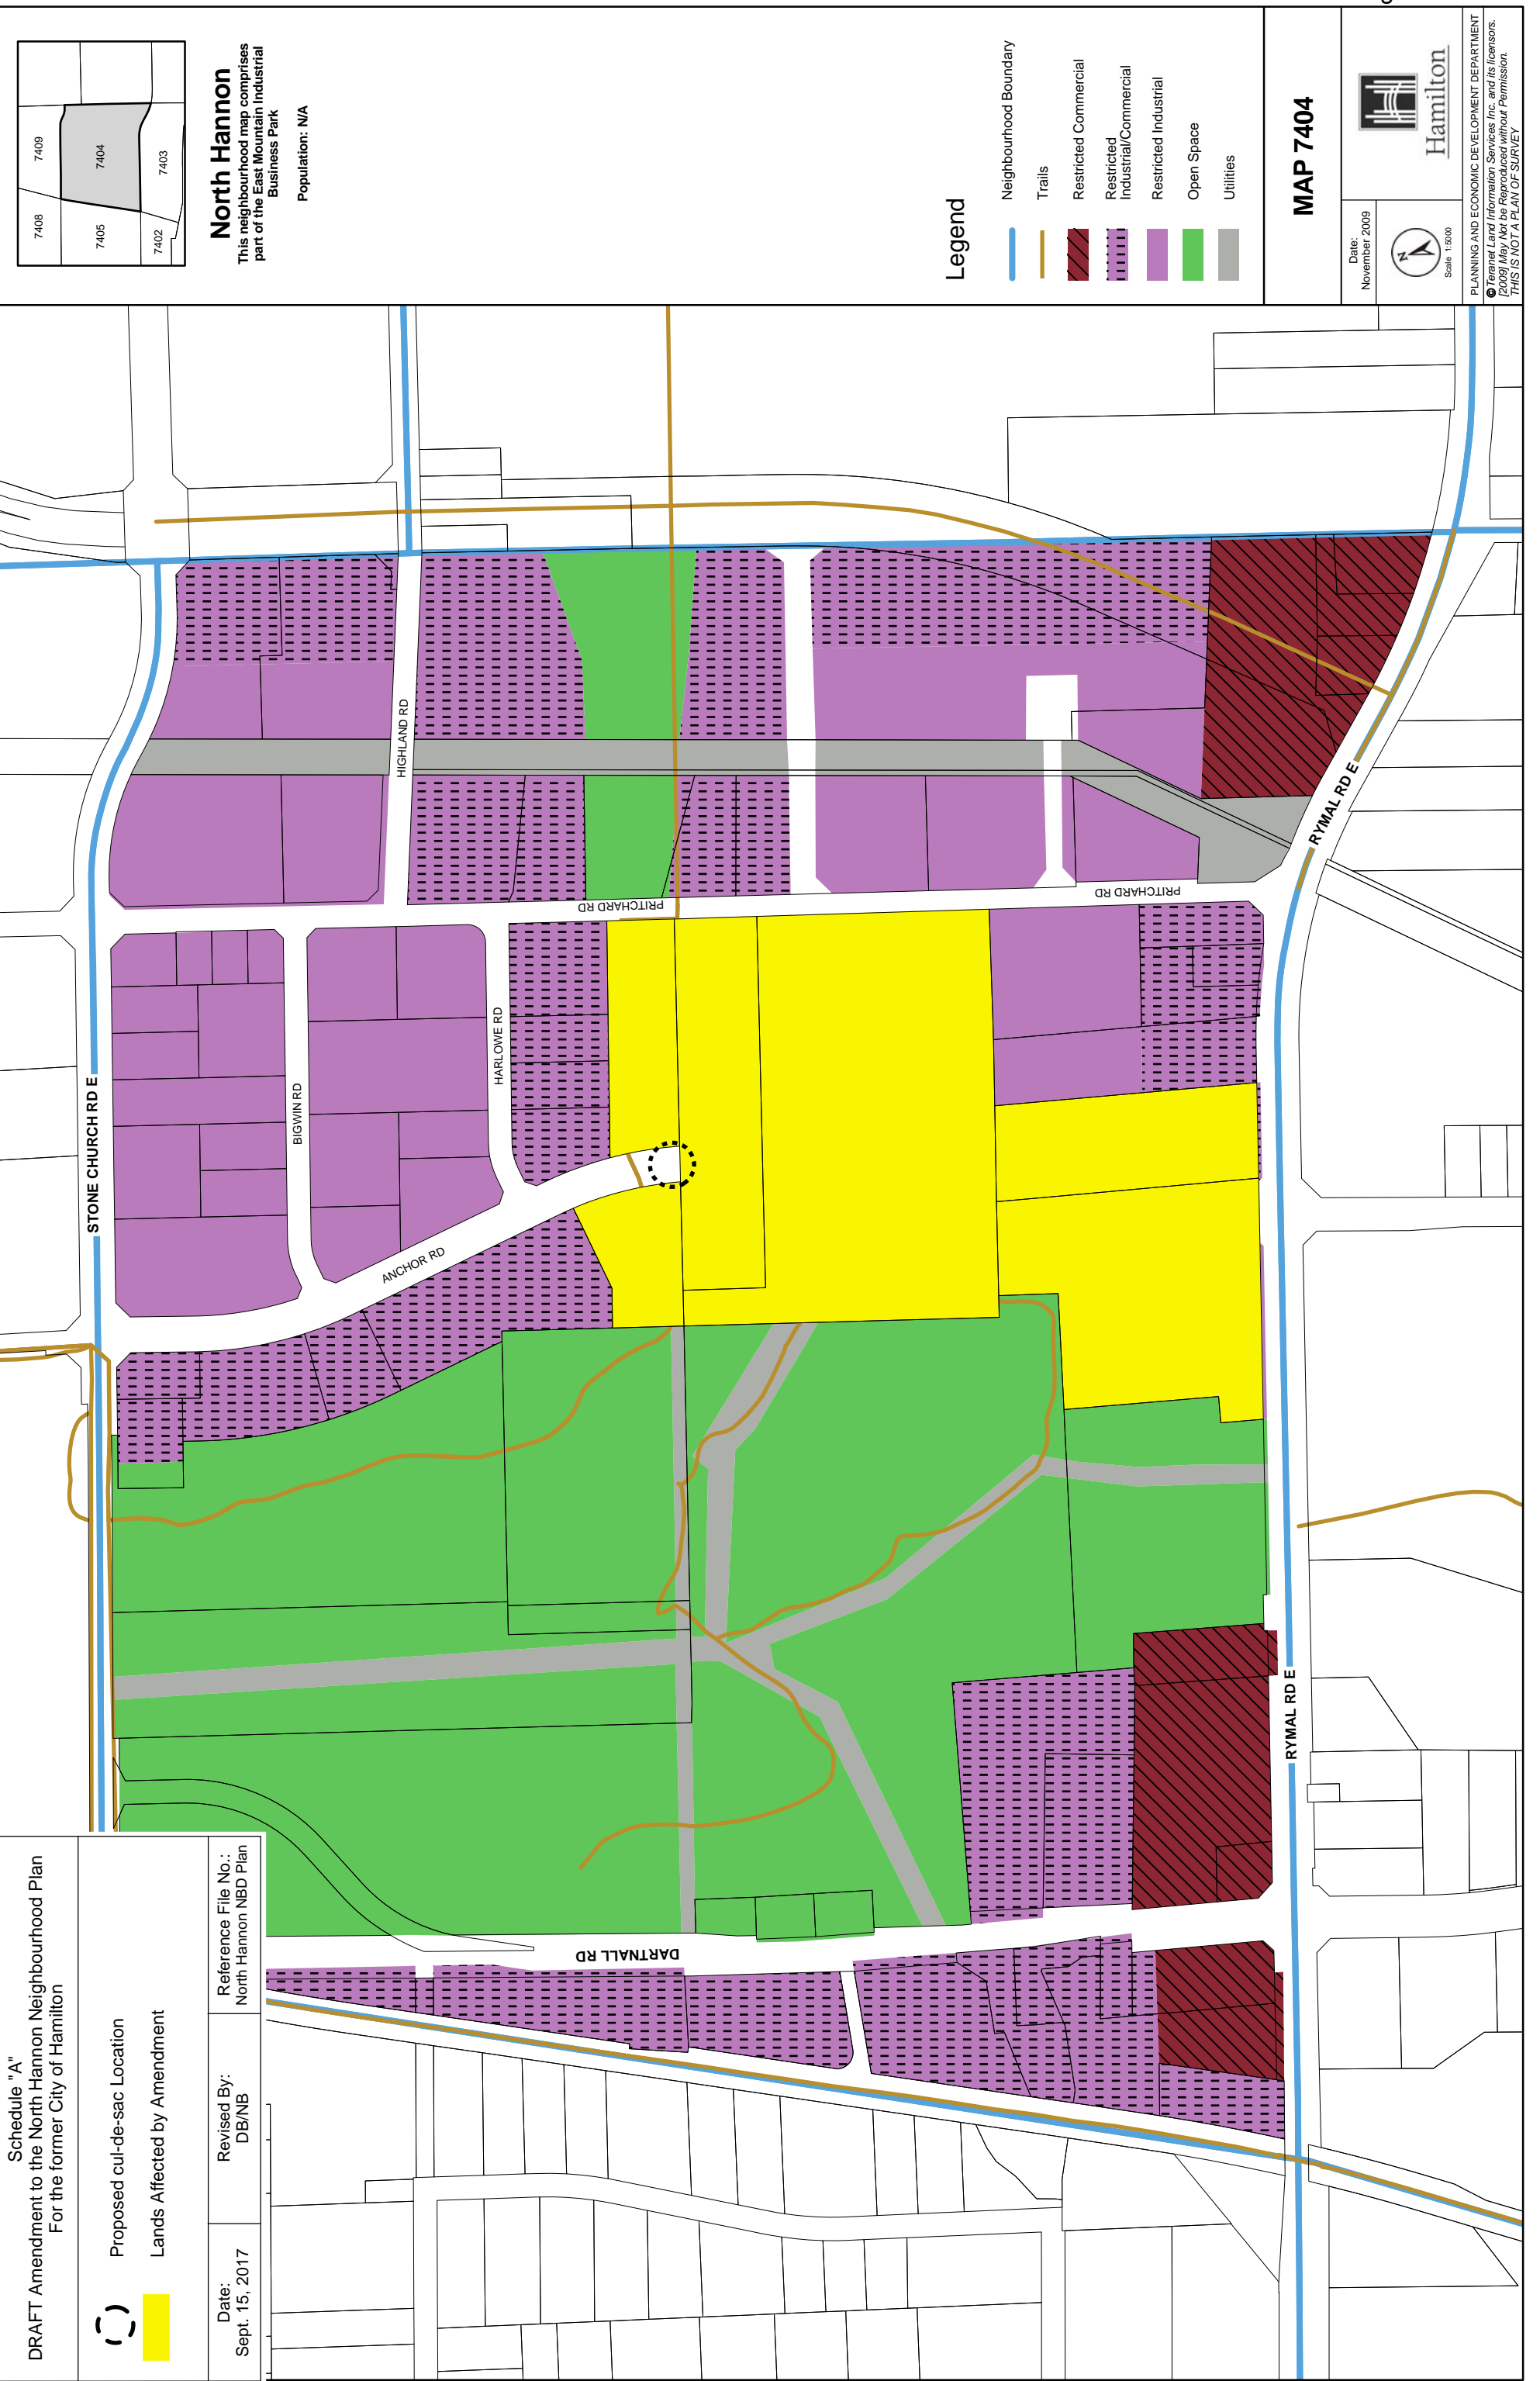 Schedule "A"
DRAFT Amendment to the North Hannon Neighbourhood Plan
For the former City of Hamilton
Proposed cul-de-sac Location
Lands Affected by Amendment
Date:
Sept. 15, 2017
Revised By:
DB/NB
Reference File No.:
North Hannon NBD Plan
STONE CHURCH RD E
BIGWIN RD
HARLOWE RD
ANCHOR RD
HIGHLAND RD
PRITCHARD RD
PRITCHARD RD
DARTNALL RD
RYMAL RD E
RYMAL RD E
7408
7409
7405
7404
7402
7403
North Hannon
This neighbourhood map comprises
part of the East Mountain Industrial
Business Park
Population: N/A
Legend
Neighbourhood Boundary
Trails
Restricted Commercial
Restricted
Industrial/Commercial
Restricted Industrial
Open Space
Utilities
MAP 7404
Date:
November 2009
N
Scale 1:5000
Hamilton
PLANNING AND ECONOMIC DEVELOPMENT DEPARTMENT
© Teranet Land Information Services Inc. and its licensors.
[2009] May Not be Reproduced without Permission.
THIS IS NOT A PLAN OF SURVEY